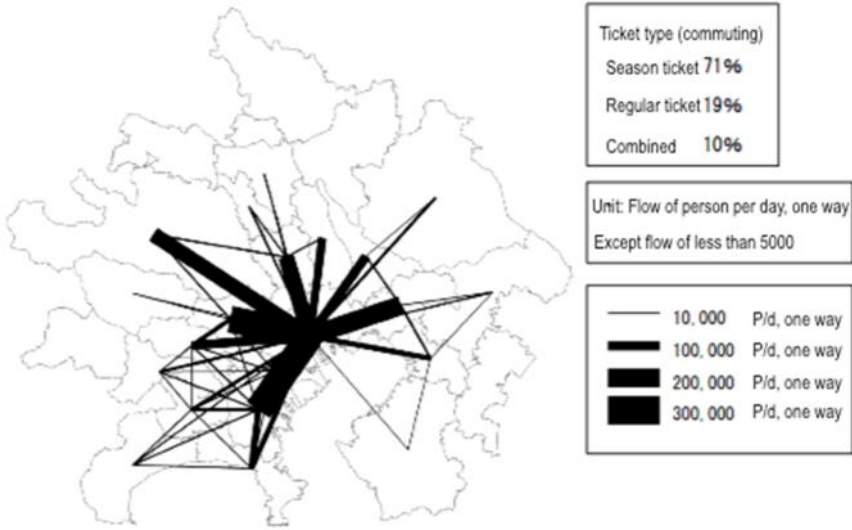 Ticket type (commuting)
Season ticket 71%
Regular ticket 19%
Combined 10%
Unit: Flow of person per day, one way
Except flow of less than 5000
10,000 P/d, one way
100,000 P/d, one way
200,000 P/d, one way
300,000 P/d, one way